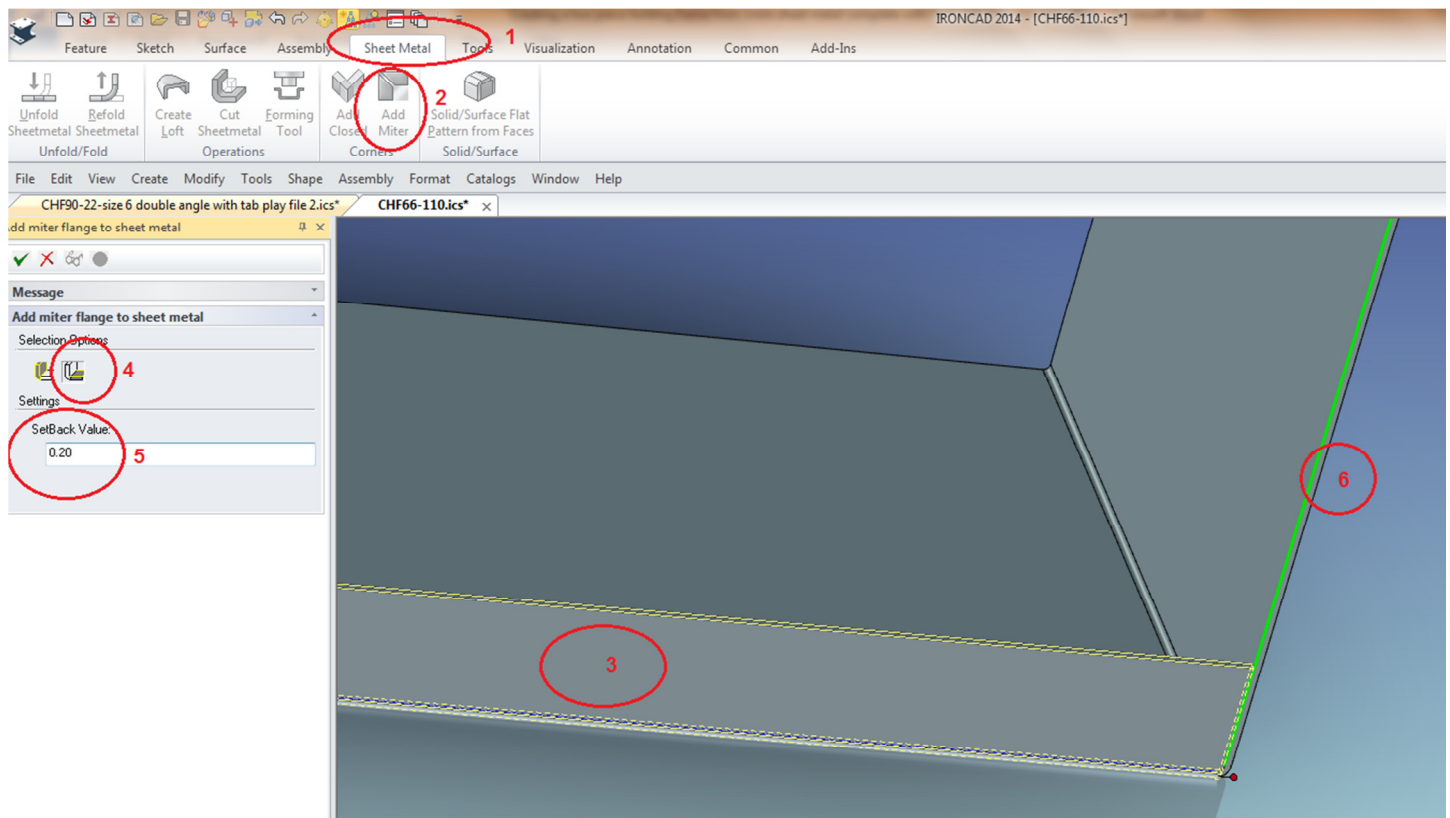 IRONCAD 2014 - [CHF66-110.ics*]
Feature Sketch Surface Assembly Sheet Metal Tools Visualization Annotation Common Add-Ins
1
2
Unfold Refold Create Cut Forming Add Add Solid/Surface Flat
Sheetmetal Sheetmetal Loft Sheetmetal Tool Closed Miter Pattern from Faces
Unfold/Fold Operations Corners Solid/Surface
File Edit View Create Modify Tools Shape Assembly Format Catalogs Window Help
CHF90-22-size 6 double angle with tab play file 2.ics* CHF66-110.ics*
dd miter flange to sheet metal
Message
Add miter flange to sheet metal
Selection Options
4
Settings
SetBack Value:
0.20
5
6
3